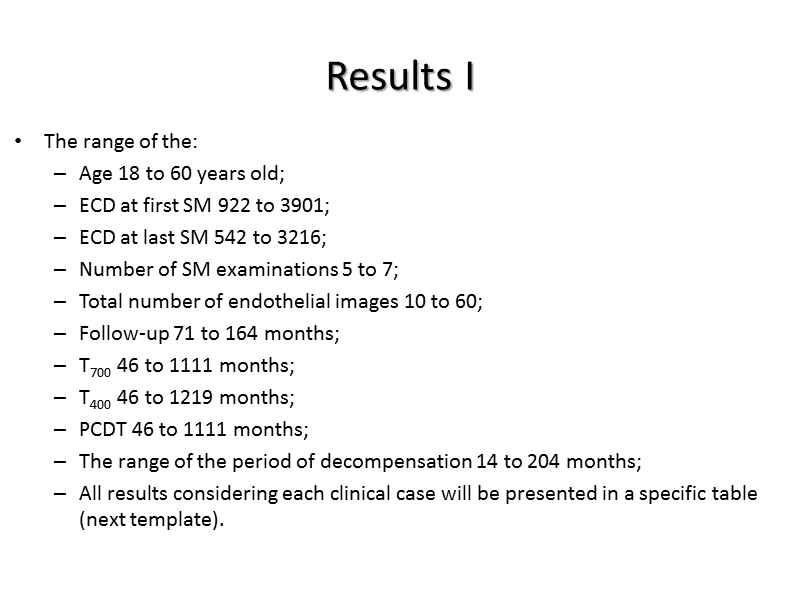 Results I
• The range of the:
– Age 18 to 60 years old;
– ECD at first SM 922 to 3901;
– ECD at last SM 542 to 3216;
– Number of SM examinations 5 to 7;
– Total number of endothelial images 10 to 60;
– Follow-up 71 to 164 months;
– T700 46 to 1111 months;
– T400 46 to 1219 months;
– PCDT 46 to 1111 months;
– The range of the period of decompensation 14 to 204 months;
– All results considering each clinical case will be presented in a specific table
(next template).